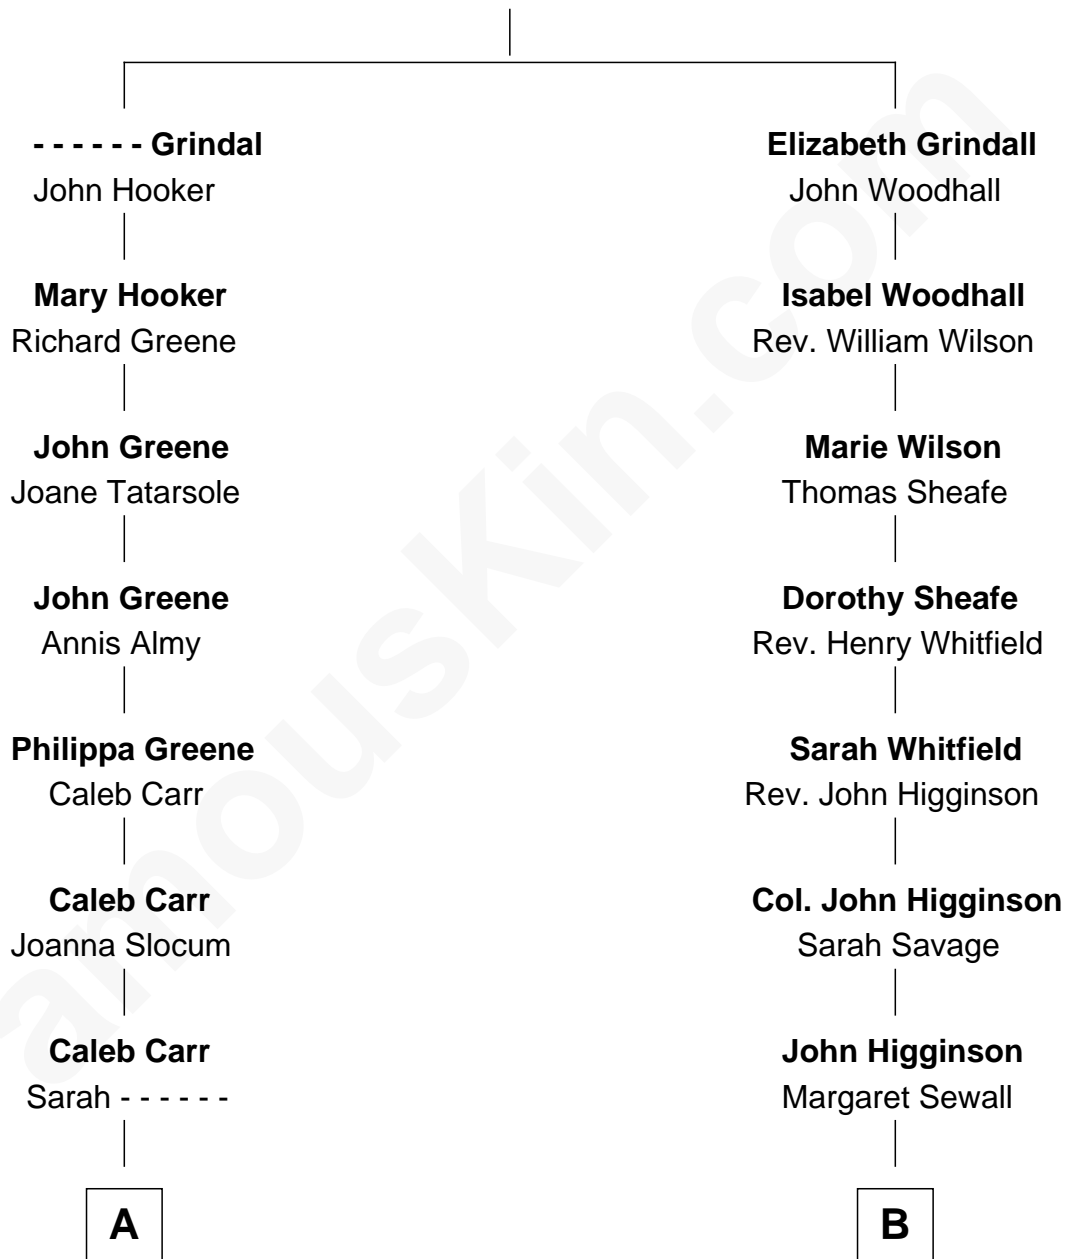 - - - - - - Grindal
John Hooker
Mary Hooker
Richard Greene
John Greene
Joane Tatarsole
John Greene
Annis Almy
Philippa Greene
Caleb Carr
Caleb Carr
Joanna Slocum
Caleb Carr
Sarah - - - - - -
A
Elizabeth Grindall
John Woodhall
Isabel Woodhall
Rev. William Wilson
Marie Wilson
Thomas Sheafe
Dorothy Sheafe
Rev. Henry Whitfield
Sarah Whitfield
Rev. John Higginson
Col. John Higginson
Sarah Savage
John Higginson
Margaret Sewall
B
amouskin.com